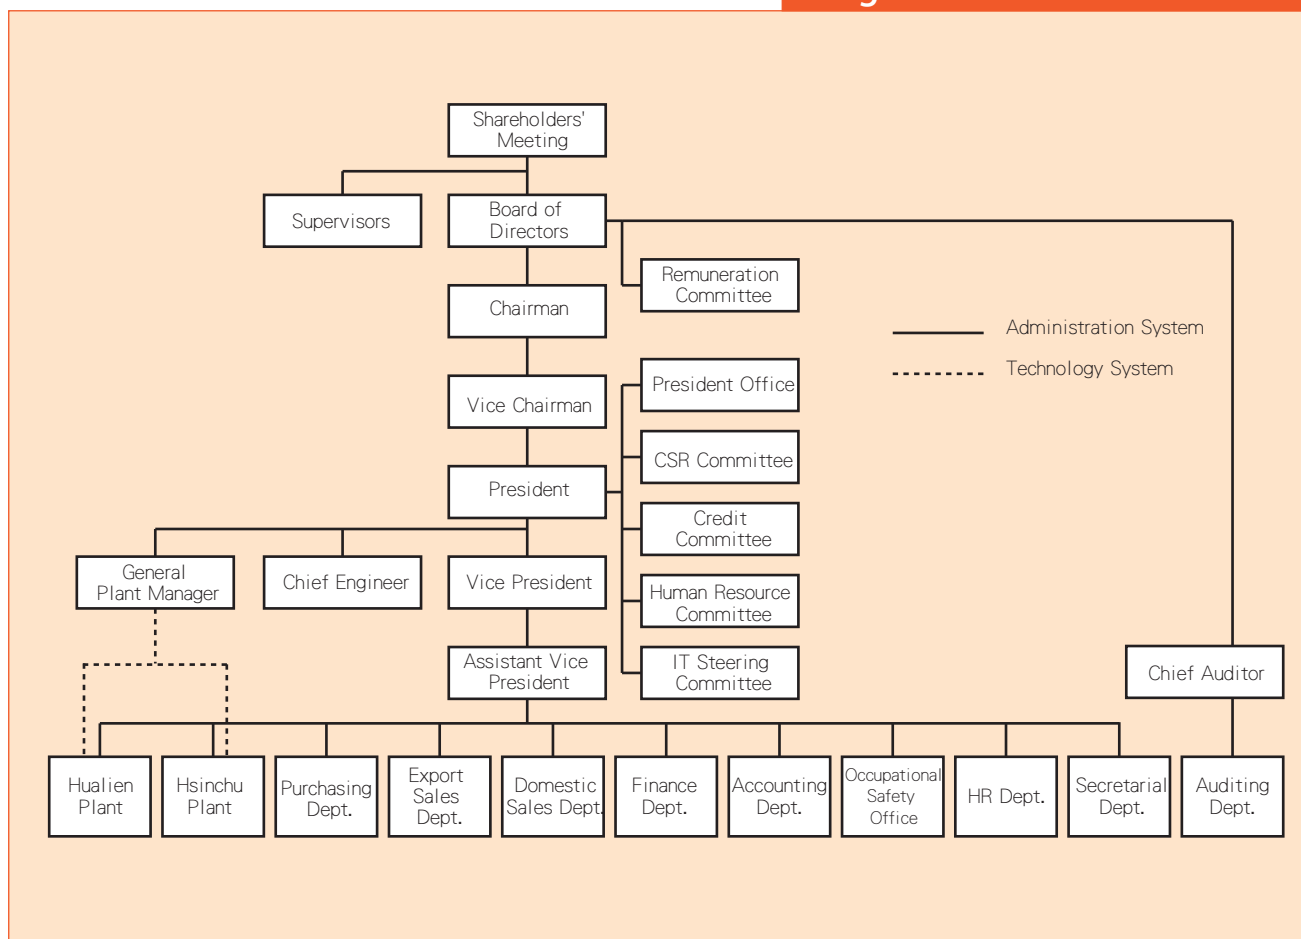 Shareholders'
Meeting
Supervisors
Board of
Directors
Remuneration
Committee
Chairman
Administration System
Technology System
President Office
Vice Chairman
CSR Committee
President
Credit
Committee
General
Plant Manager
Chief Engineer
Vice President
Human Resource
Committee
Assistant Vice
President
IT Steering
Committee
Chief Auditor
Hualien
Plant
Hsinchu
Plant
Purchasing
Dept.
Export
Sales
Dept.
Domestic
Sales Dept.
Finance
Dept.
Accounting
Dept.
Occupational
Safety
Office
HR Dept.
Secretarial
Dept.
Auditing
Dept.